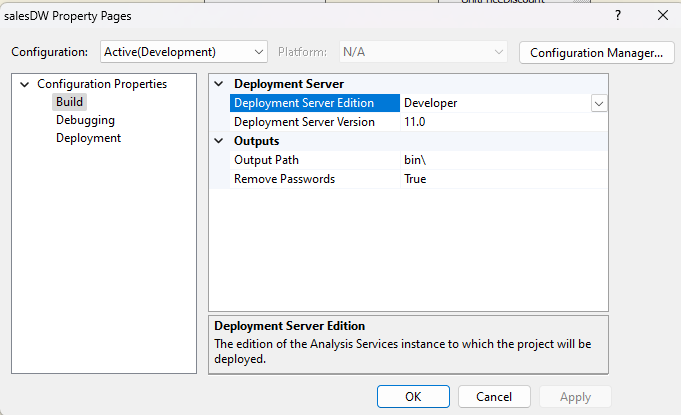 salesDW Property Pages
?
Configuration: Active(Development) Platform: N/A Configuration Manager...
Configuration Properties
Build
Debugging
Deployment
Deployment Server
Deployment Server Edition Developer
Deployment Server Version 11.0
Outputs
Output Path bin\
Remove Passwords True
Deployment Server Edition
The edition of the Analysis Services instance to which the project will be
deployed.
OK Cancel Apply